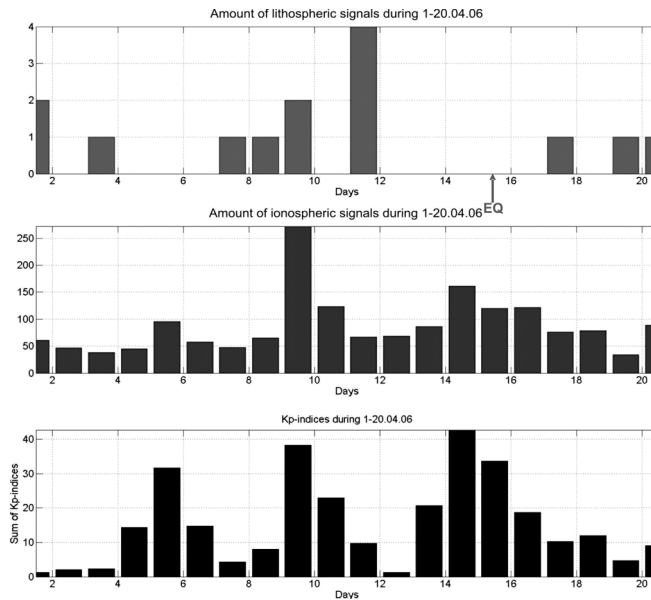 Amount of lithospheric signals during 1-20.04.06
4
3
2
1
0
2 4 6 8 10 12 14 16 18 20
Days
EQ
Amount of ionospheric signals during 1-20.04.06
250
200
150
100
50
0
2 4 6 8 10 12 14 16 18 20
Days
Kp-indices during 1-20.04.06
Sum of Kp-indices
40
30
20
10
0
2 4 6 8 10 12 14 16 18 20
Days